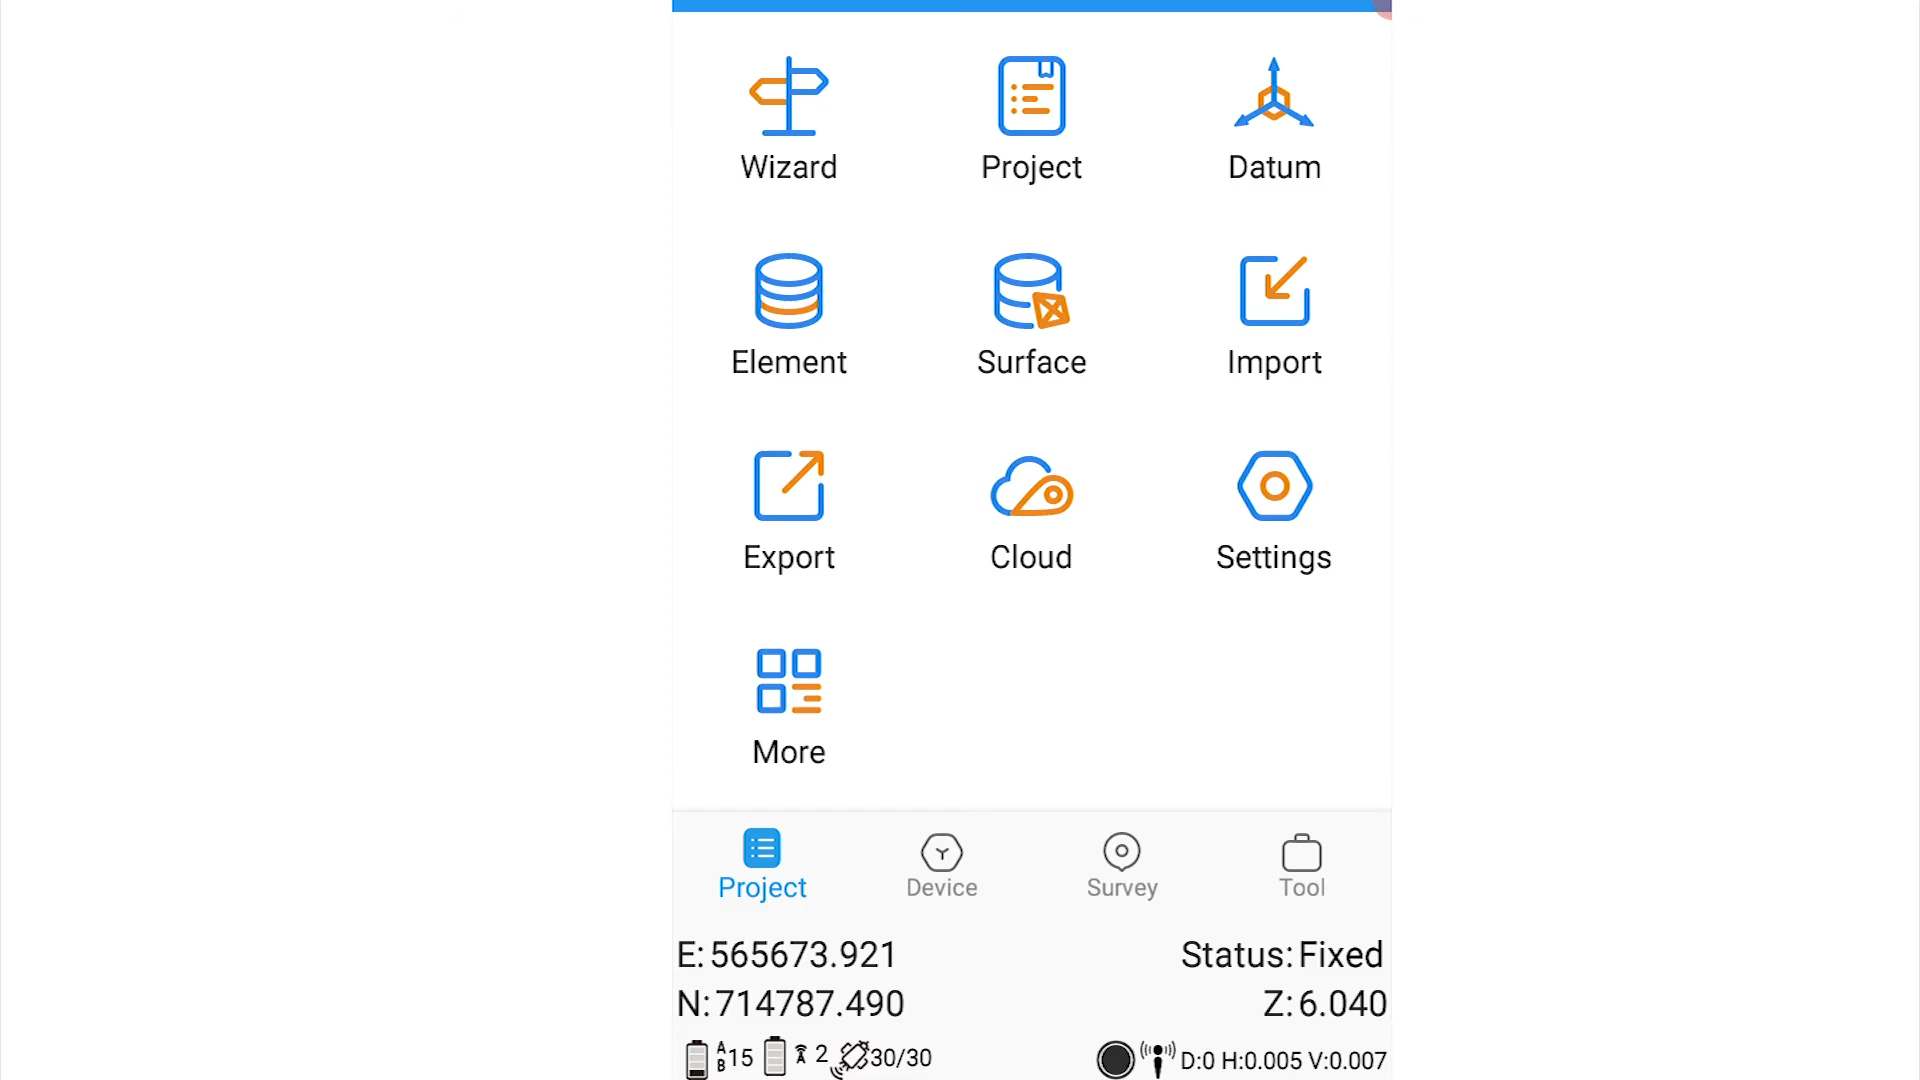 Wizard Project Datum
Element Surface Import
Export Cloud Settings
More
Project Device Survey Tool
E:565673.921 Status:Fixed
N:714787.490 Z:6.040
A B 15 2 30/30 D:0 H:0.005 V:0.007